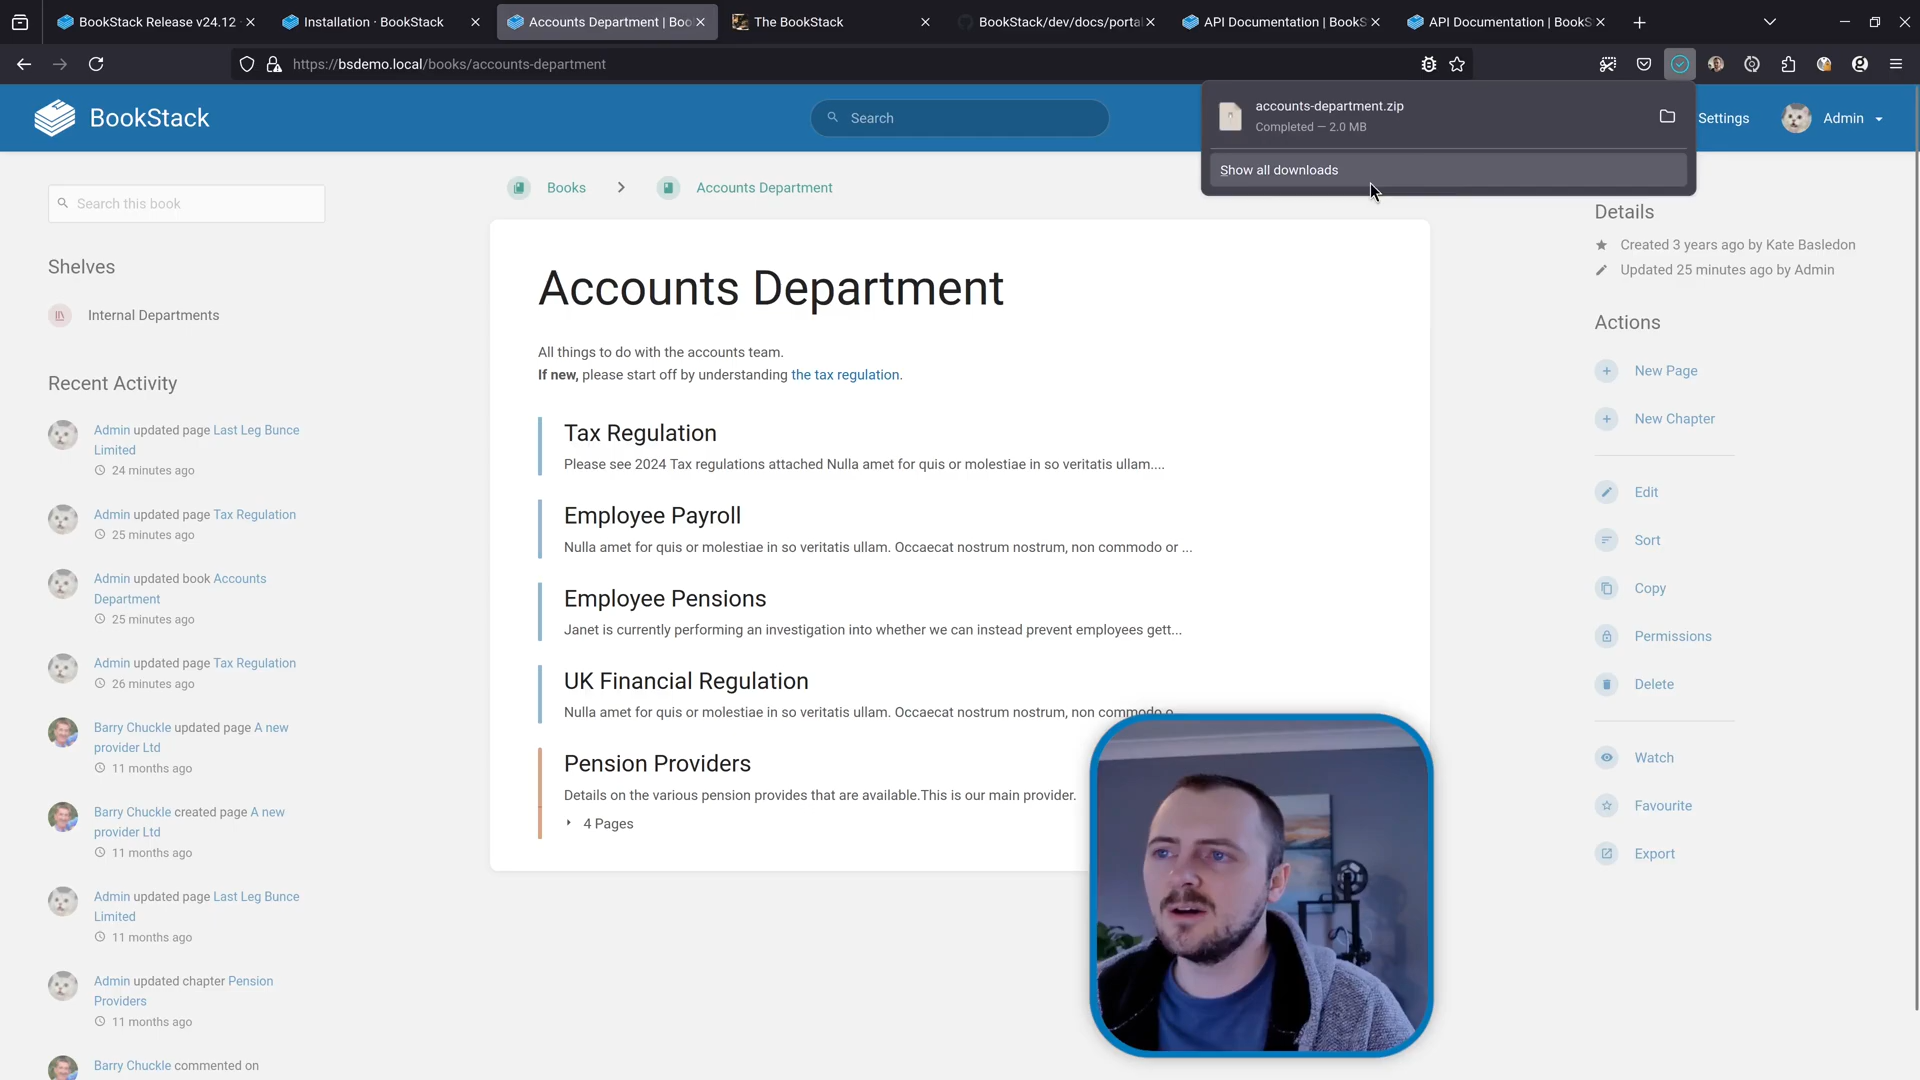 BookStack Release v24.12
Installation · BookStack
Accounts Department | Boo
The BookStack
BookStack/dev/docs/porta
API Documentation | BookS
API Documentation | BookS
https://bsdemo.local/books/accounts-department
accounts-department.zip
Completed — 2.0 MB
Show all downloads
BookStack
Search
Settings
Admin
Search this book
Books
Accounts Department
Shelves
Internal Departments
Recent Activity
Admin updated page Last Leg Bunce
Limited
24 minutes ago
Admin updated page Tax Regulation
25 minutes ago
Admin updated book Accounts
Department
25 minutes ago
Admin updated page Tax Regulation
26 minutes ago
Barry Chuckle updated page A new
provider Ltd
11 months ago
Barry Chuckle created page A new
provider Ltd
11 months ago
Admin updated page Last Leg Bunce
Limited
11 months ago
Admin updated chapter Pension
Providers
11 months ago
Barry Chuckle commented on
Accounts Department
All things to do with the accounts team.
If new, please start off by understanding the tax regulation.
Tax Regulation
Please see 2024 Tax regulations attached Nulla amet for quis or molestiae in so veritatis ullam....
Employee Payroll
Nulla amet for quis or molestiae in so veritatis ullam. Occaecat nostrum nostrum, non commodo or ...
Employee Pensions
Janet is currently performing an investigation into whether we can instead prevent employees gett...
UK Financial Regulation
Nulla amet for quis or molestiae in so veritatis ullam. Occaecat nostrum nostrum, non commodo o
Pension Providers
Details on the various pension provides that are available.This is our main provider.
4 Pages
Details
Created 3 years ago by Kate Basledon
Updated 25 minutes ago by Admin
Actions
New Page
New Chapter
Edit
Sort
Copy
Permissions
Delete
Watch
Favourite
Export